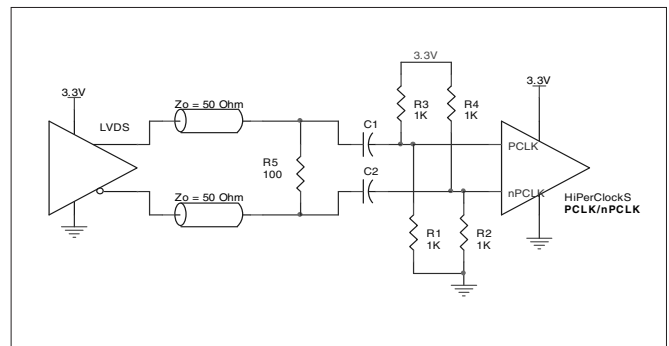 3.3V
LVDS
Zo = 50 Ohm
Zo = 50 Ohm
R5
100
C1
C2
3.3V
R3
1K
R4
1K
R1
1K
R2
1K
3.3V
PCLK
nPCLK
HiPerClockS
PCLK/nPCLK